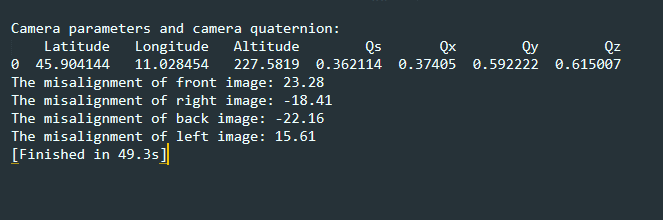 Camera parameters and camera quaternion:
Latitude Longitude Altitude Qs Qx Qy Qz
0 45.904144 11.028454 227.5819 0.362114 0.37405 0.592222 0.615007
The misalignment of front image: 23.28
The misalignment of right image: -18.41
The misalignment of back image: -22.16
The misalignment of left image: 15.61
[Finished in 49.3s]